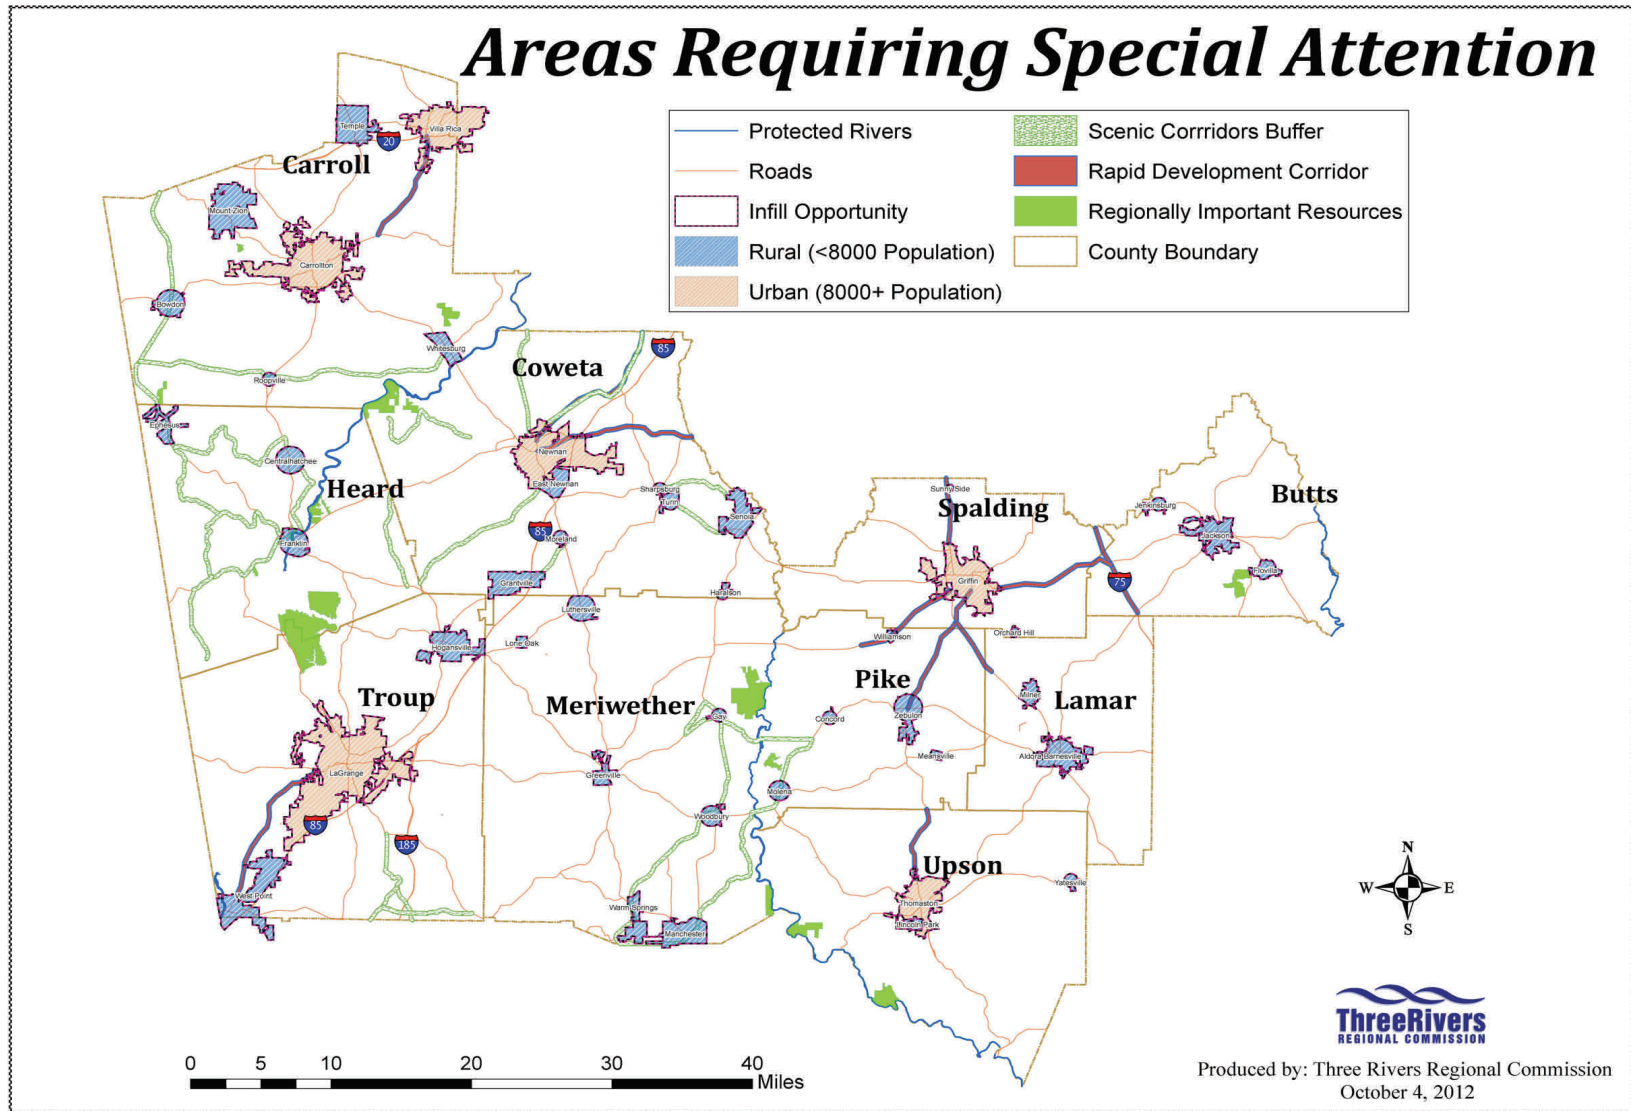 Areas Requiring Special Attention
Protected Rivers
Roads
Infill Opportunity
Rural (<8000 Population)
Urban (8000+ Population)
Scenic Corrridors Buffer
Rapid Development Corridor
Regionally Important Resources
County Boundary
Temple
Villa Rica
20
Carroll
Mount Zion
Carrollton
Bowdon
Whitesburg
Roopville
Coweta
85
Ephesus
Centralhatchee
Newnan
East Newnan
Heard
Sharpsburg
Turin
Senoia
Franklin
85
Moreland
Grantville
Haralson
Luthersville
Hogansville
Lone Oak
Sunny Side
Spalding
Griffin
Butts
Jenkinsburg
Jackson
Flovilla
75
Williamson
Orchard Hill
Troup
Meriwether
Pike
Lamar
Milner
Gay
Concord
Zebulon
Meansville
Aldora Barnesville
LaGrange
Greenville
Molena
Woodbury
85
185
Upson
West Point
Warm Springs
Manchester
Thomaston
Lincoln Park
Yatesville
N
W
E
S
ThreeRivers
REGIONAL COMMISSION
0 5 10 20 30 40
Miles
Produced by: Three Rivers Regional Commission
October 4, 2012